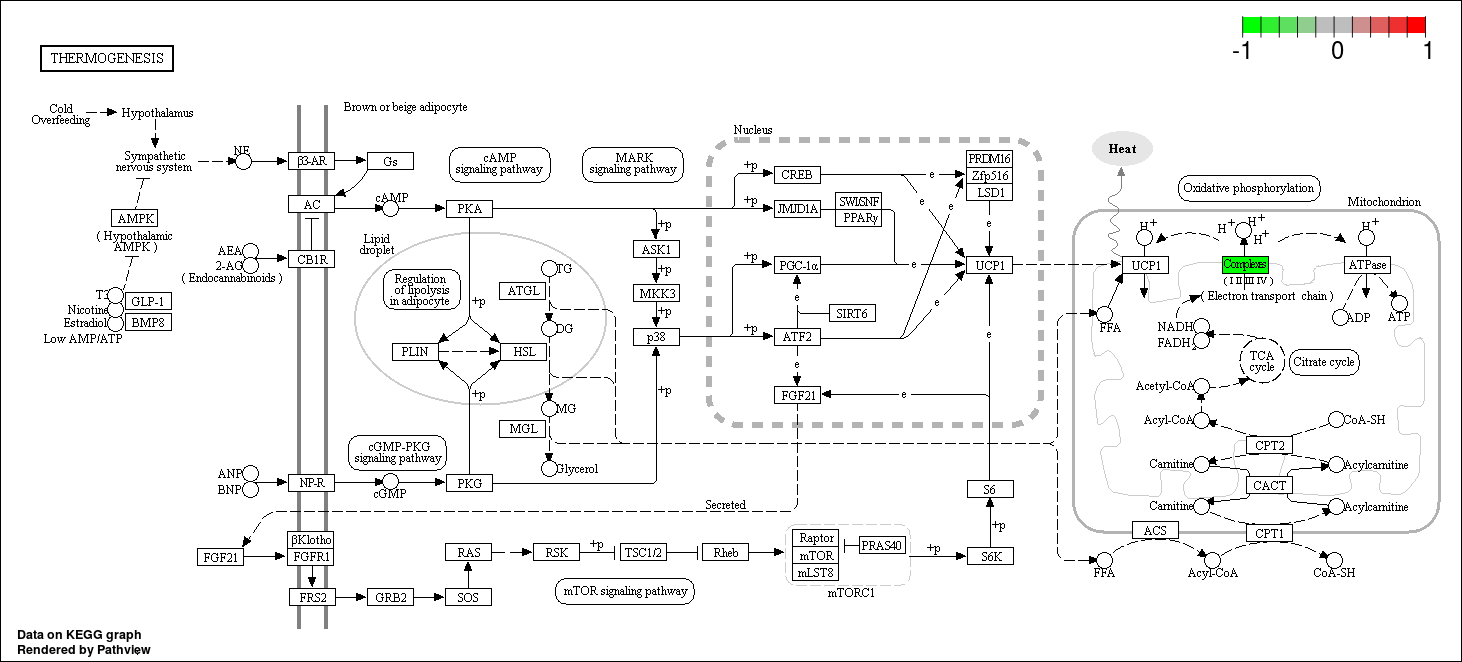 -1 0 1
THERMOGENESIS
Cold
Overfeeding
Hypothalamus
Sympathetic
nervous system
AMPK
( Hypothalamic
AMPK )
T3
Nicotine
Estradiol
Low AMP/ATP
GLP-1
BMP8
Brown or beige adipocyte
NE
β3-AR
Gs
AC
cAMP
PKA
AEA
2-AG
( Endocannabinoids )
CB1R
cAMP
signaling pathway
MARK
signaling pathway
Lipid
droplet
Regulation
of lipolysis
in adipocyte
+p
PLIN
HSL
+p
TG
ATGL
DG
MG
MGL
Glycerol
+p
ASK1
+p
MKK3
+p
p38
+p
cGMP-PKG
signaling pathway
ANP
BNP
NP-R
cGMP
PKG
Nucleus
+p
CREB
+p
JMJD1A
SWISNF
PPARγ
+p
PGC-1α
SIRT6
+p
ATF2
e
FGF21
e
e
e
e
e
e
e
PRDM16
Zfp516
LSD1
e
UCP1
e
Secreted
FGF21
βKlotho
FGFR1
FRS2
GRB2
SOS
RAS
RSK
+p
TSC1/2
Rheb
mTOR signaling pathway
Raptor
mTOR
mLST8
PRAS40
mTORC1
+p
S6K
+p
S6
Heat
Oxidative phosphorylation
Mitochondrion
H+
H+
H+
H+
H+
UCP1
Complexes
( I II III IV )
( Electron transport chain )
ATPase
ADP
ATP
FFA
NADH
FADH2
TCA
cycle
Citrate cycle
Acetyl-CoA
Acyl-CoA
CoA-SH
CPT2
Carnitine
Acylcarnitine
CACT
Carnitine
Acylcarnitine
ACS
CPT1
FFA
Acyl-CoA
CoA-SH
Data on KEGG graph
Rendered by Pathview